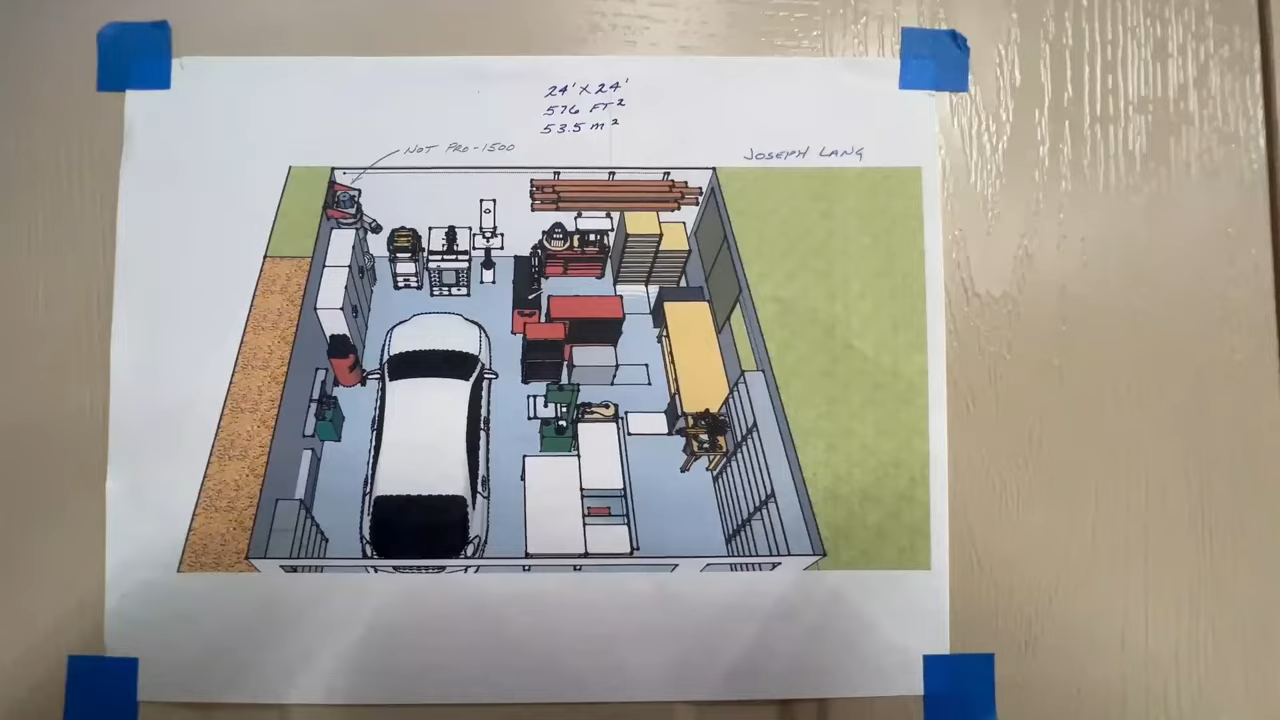 24' X 24'
576 FT²
53.5 m²
NOT PRO-1500
JOSEPH LANG